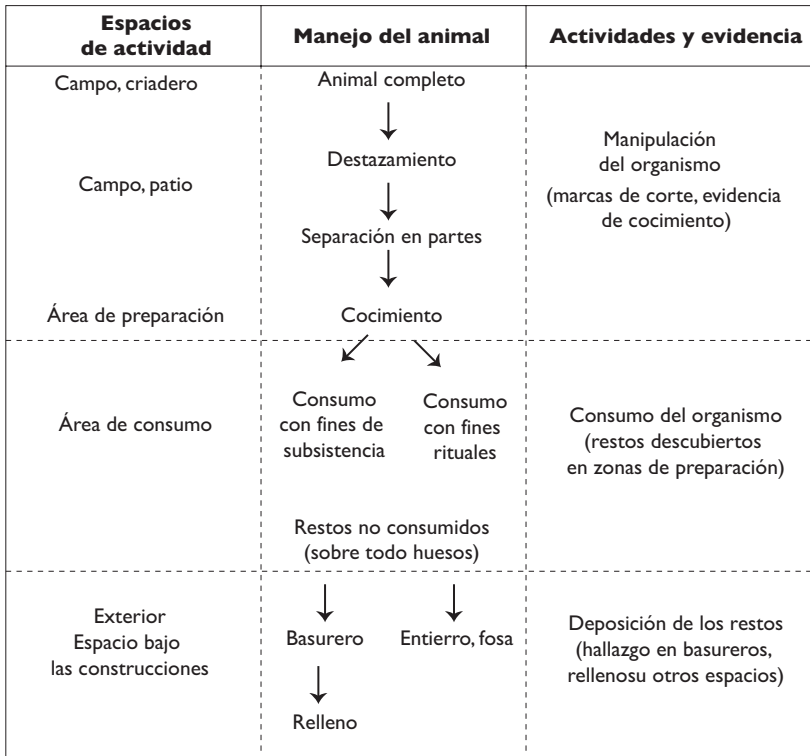 Espacios
de actividad
Manejo del animal
Actividades y evidencia
Campo, criadero
Animal completo
Destazamiento
Campo, patio
Separación en partes
Manipulación
del organismo
(marcas de corte, evidencia
de cocimiento)
Área de preparación
Cocimiento
Área de consumo
Consumo
con fines de
subsistencia
Consumo
con fines
rituales
Consumo del organismo
(restos descubiertos
en zonas de preparación)
Restos no consumidos
(sobre todo huesos)
Exterior
Espacio bajo
las construcciones
Basurero
Entierro, fosa
Relleno
Deposición de los restos
(hallazgo en basureros,
rellenosu otros espacios)